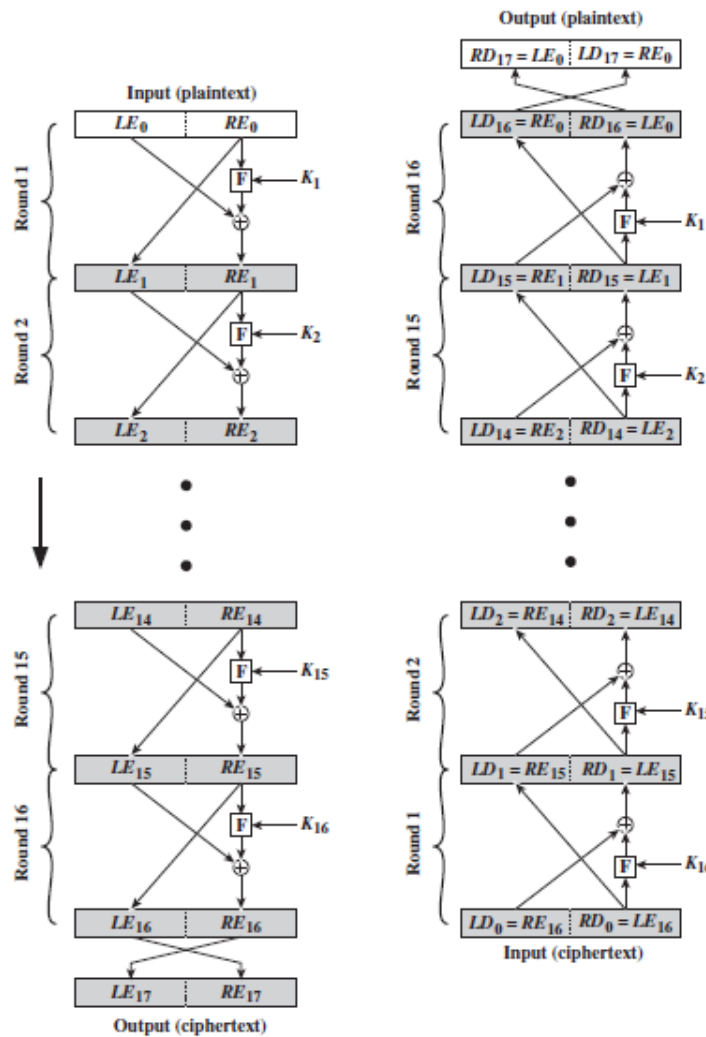 Input (plaintext)
LE0 RE0
Round 1
F
K1
LE1 RE1
Round 2
F
K2
LE2 RE2
LE14 RE14
Round 15
F
K15
LE15 RE15
Round 16
F
K16
LE16 RE16
LE17 RE17
Output (ciphertext)
Output (plaintext)
RD17 = LE0 LD17 = RE0
LD16 = RE0 RD16 = LE0
Round 16
F
K1
LD15 = RE1 RD15 = LE1
Round 15
F
K2
LD14 = RE2 RD14 = LE2
LD2 = RE14 RD2 = LE14
Round 2
F
K15
LD1 = RE15 RD1 = LE15
Round 1
F
K16
LD0 = RE16 RD0 = LE16
Input (ciphertext)